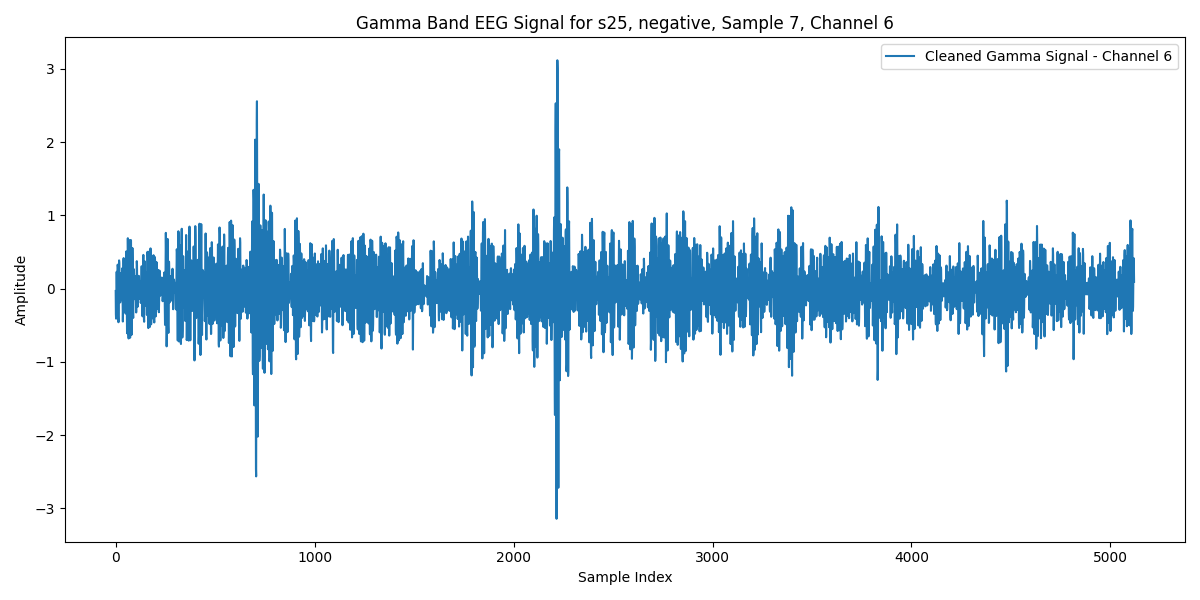 Gamma Band EEG Signal for s25, negative, Sample 7, Channel 6
Cleaned Gamma Signal - Channel 6
3
2
1
0
−1
−2
−3
Amplitude
0 1000 2000 3000 4000 5000
Sample Index